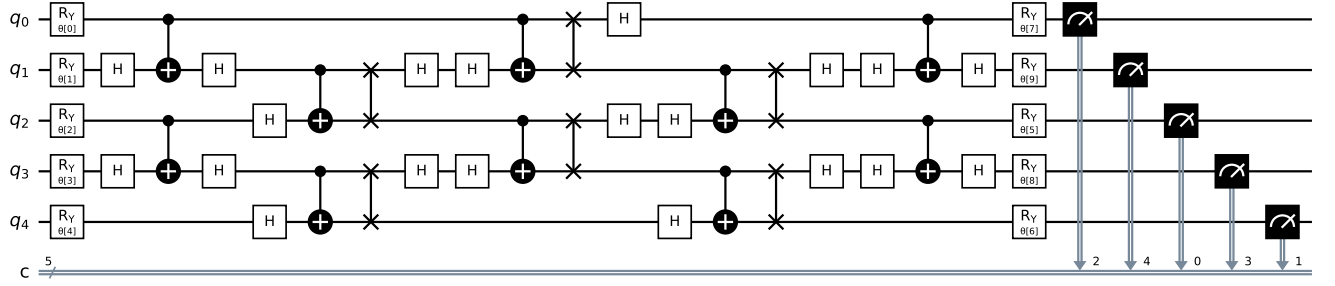 q0 RY θ[0] H RY θ[7]
q1 RY θ[1] H H H H H H H RY θ[9]
q2 RY θ[2] H H H RY θ[5]
q3 RY θ[3] H H H H H H H RY θ[8]
q4 RY θ[4] H H RY θ[6]
c 5 2 4 0 3 1